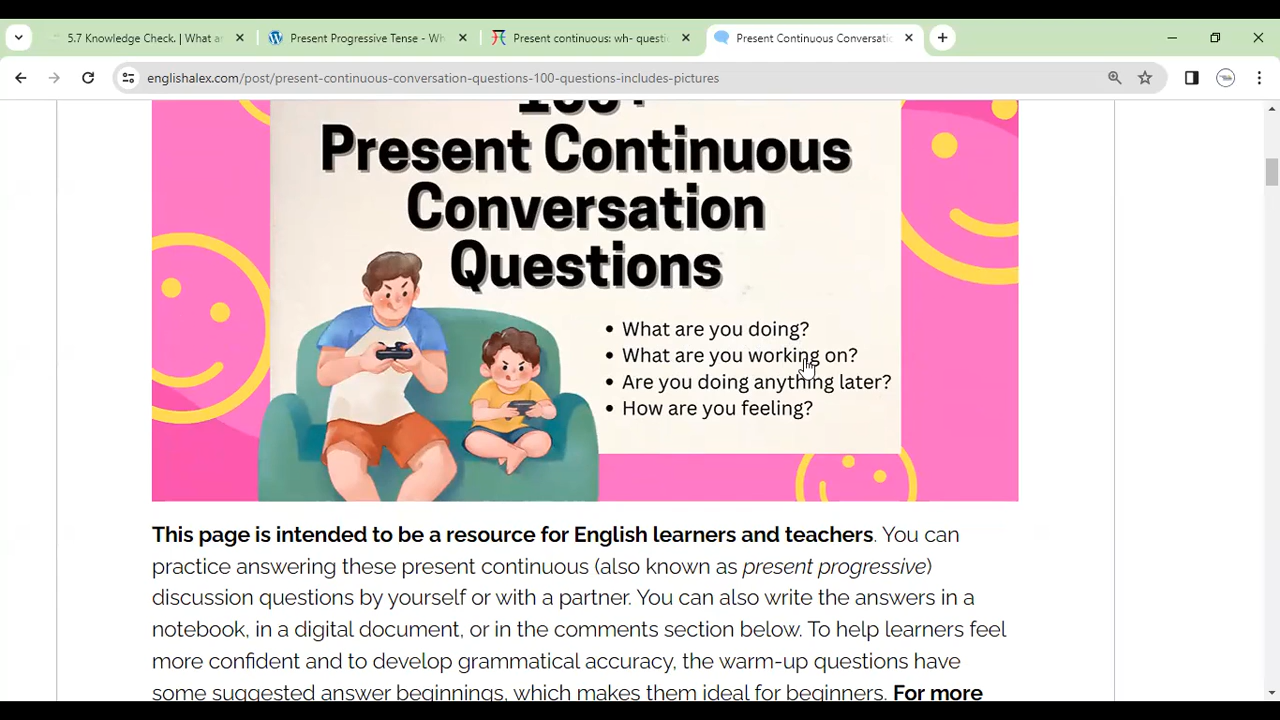 5.7 Knowledge Check. | What a
Present Progressive Tense - Wh
Present continuous: wh- questi
Present Continuous Conversatio
englishalex.com/post/present-continuous-conversation-questions-100-questions-includes-pictures
100+
Present Continuous
Conversation
Questions
• What are you doing?
• What are you working on?
• Are you doing anything later?
• How are you feeling?
This page is intended to be a resource for English learners and teachers. You can
practice answering these present continuous (also known as present progressive)
discussion questions by yourself or with a partner. You can also write the answers in a
notebook, in a digital document, or in the comments section below. To help learners feel
more confident and to develop grammatical accuracy, the warm-up questions have
some suggested answer beginnings, which makes them ideal for beginners. For more